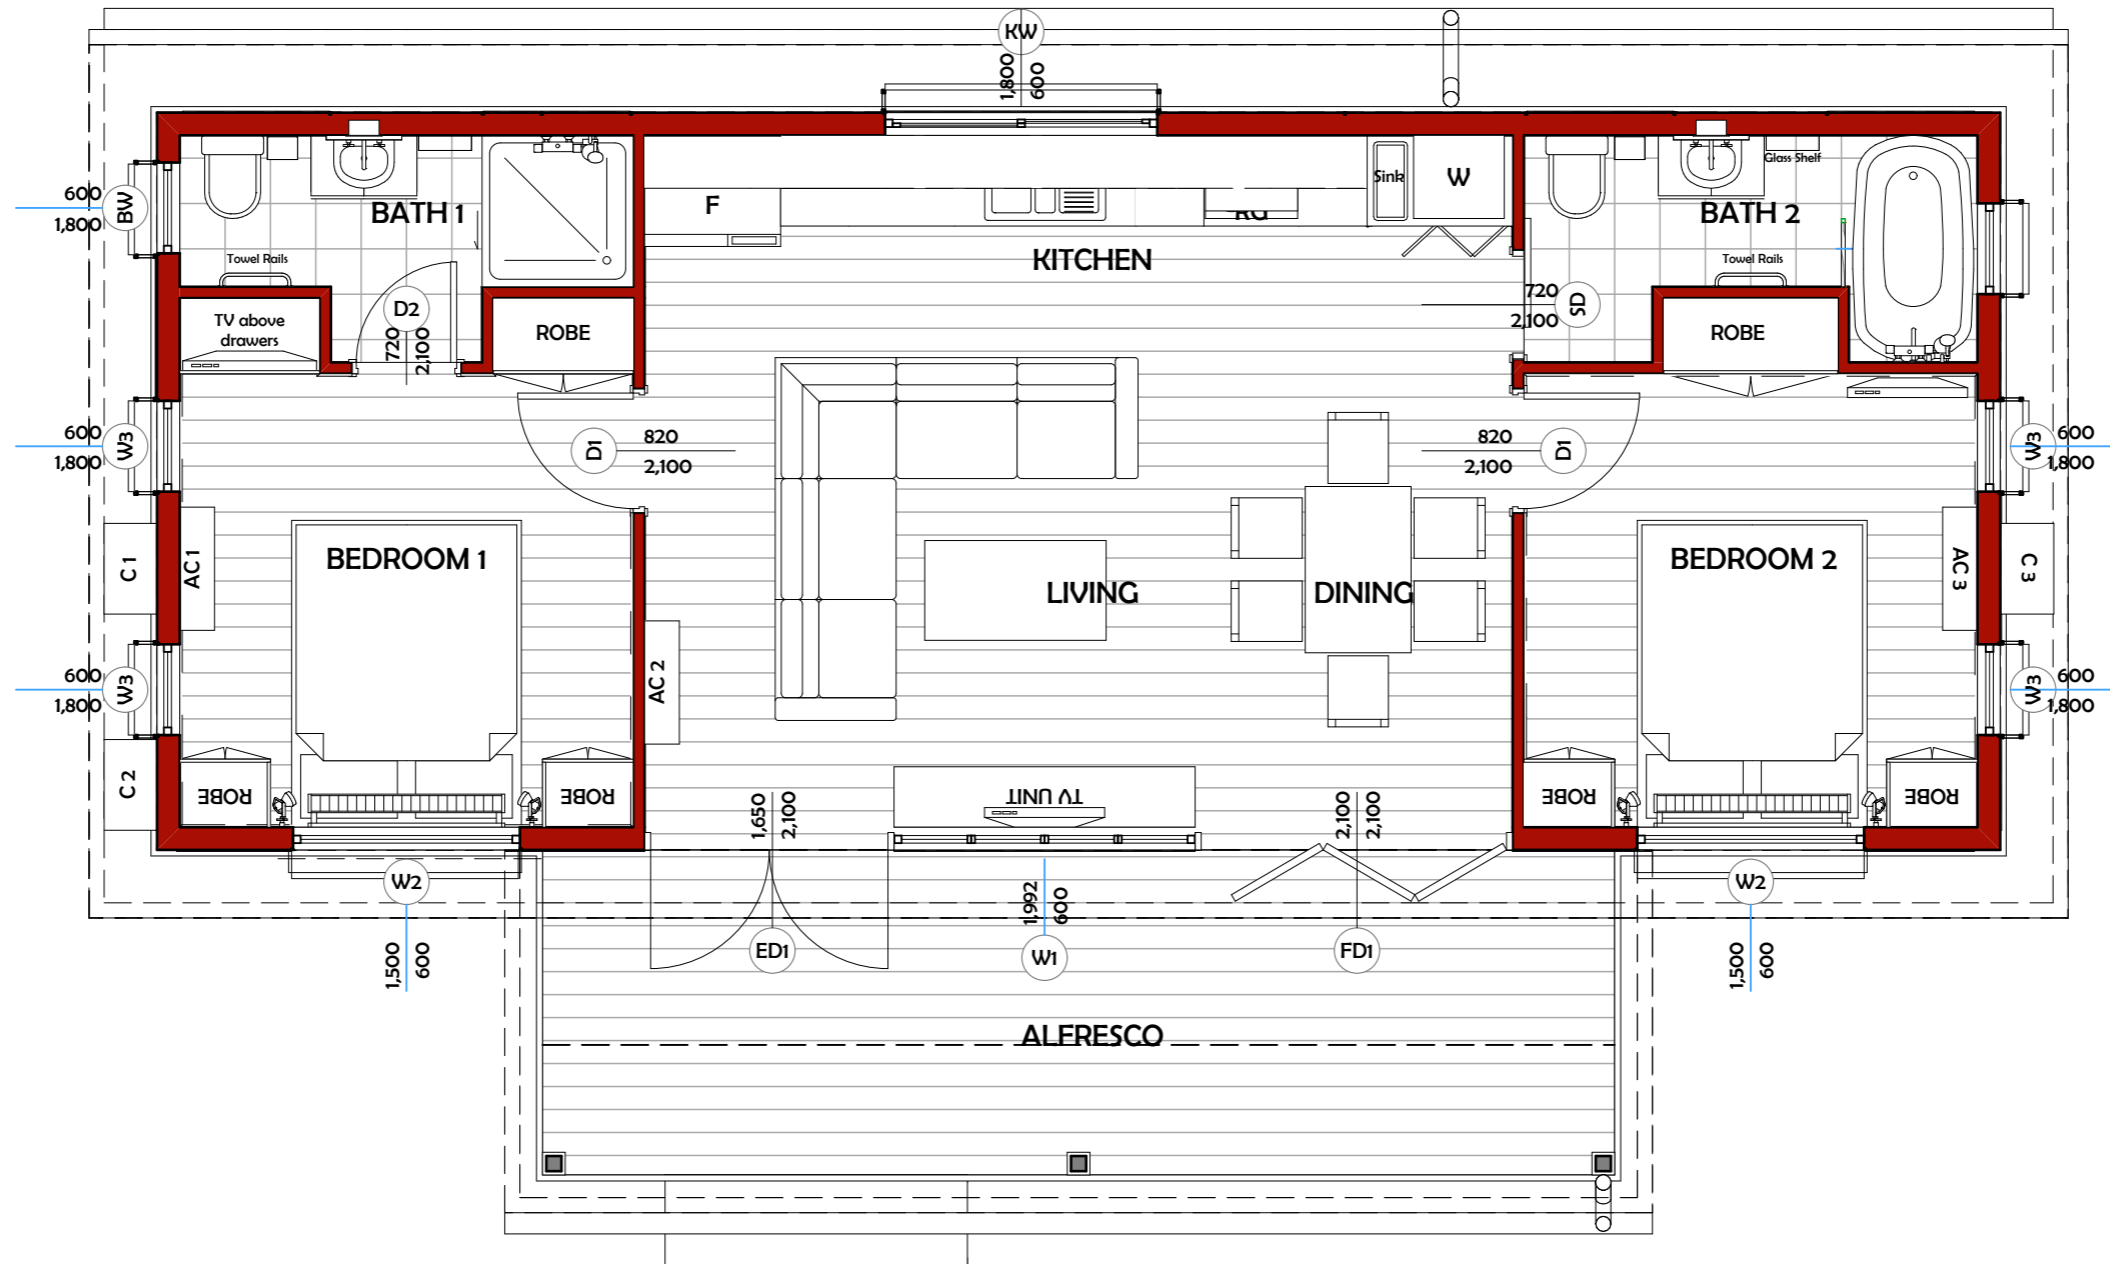 KW
1,800
600
600
BW
1,800
BATH 1
Towel Rails
F
Sink
W
RG
KITCHEN
Glass Shelf
BATH 2
Towel Rails
TV above
drawers
D2
720
2,100
ROBE
720
2,100
SD
ROBE
600
W3
1,800
D1
820
2,100
820
2,100
D1
W3
600
1,800
C 1
AC 1
BEDROOM 1
LIVING
DINING
BEDROOM 2
AC 3
C 3
600
W3
1,800
AC 2
W3
600
1,800
C 2
ROBE
ROBE
1,650
2,100
TV UNIT
2,100
2,100
ROBE
ROBE
W2
1,500
600
ED1
1,992
600
W1
FD1
W2
1,500
600
ALFRESCO